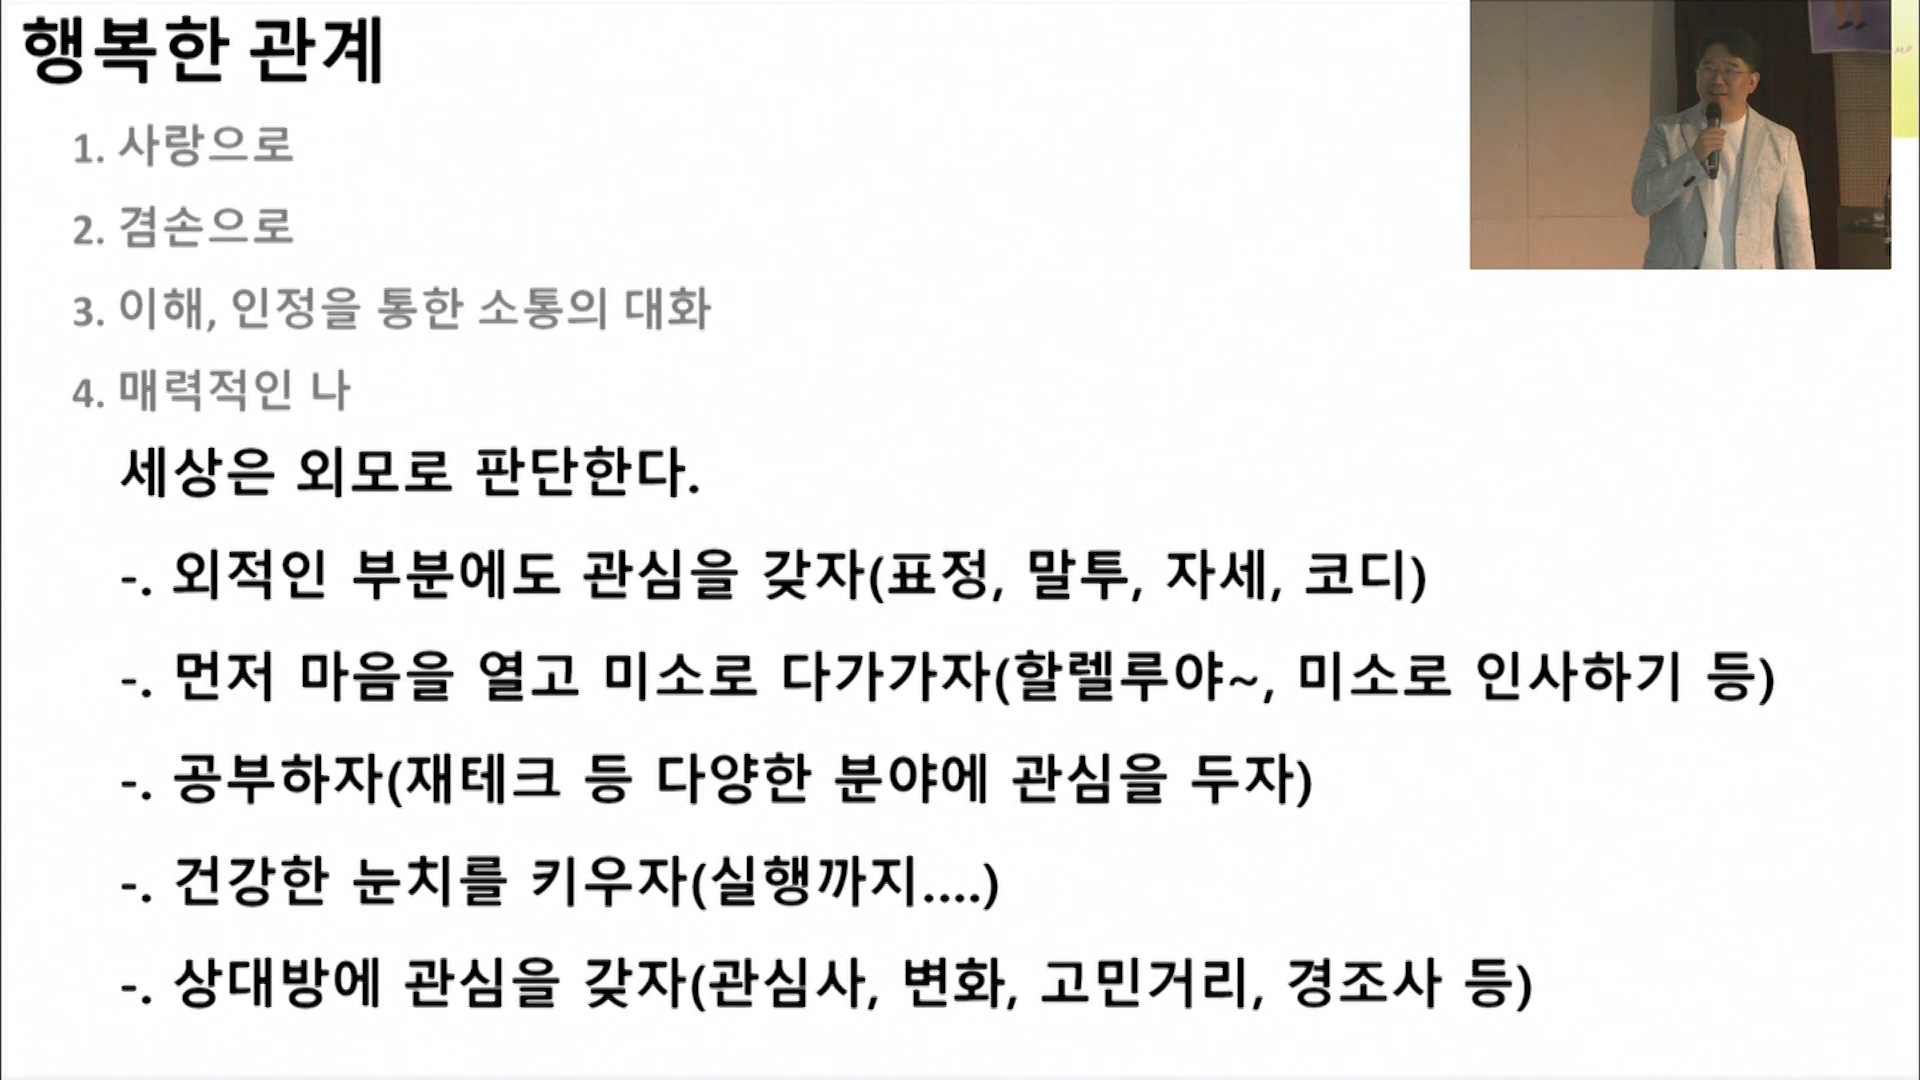 행복한 관계
1. 사랑으로
2. 겸손으로
3. 이해, 인정을 통한 소통의 대화
4. 매력적인 나
세상은 외모로 판단한다.
-. 외적인 부분에도 관심을 갖자(표정, 말투, 자세, 코디)
-. 먼저 마음을 열고 미소로 다가가자(할렐루야~, 미소로 인사하기 등)
-. 공부하자(재테크 등 다양한 분야에 관심을 두자)
-. 건강한 눈치를 키우자(실행까지....)
-. 상대방에 관심을 갖자(관심사, 변화, 고민거리, 경조사 등)